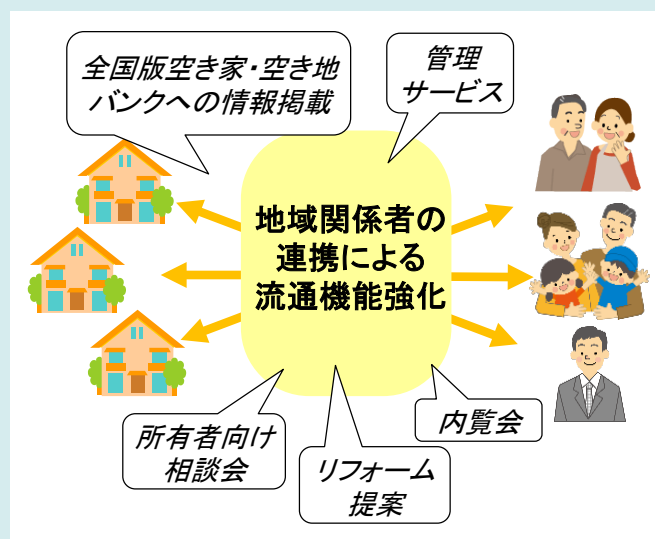 全国版空き家・空き地
バンクへの情報掲載
管理
サービス
地域関係者の
連携による
流通機能強化
所有者向け
相談会
リフォーム
提案
内覧会